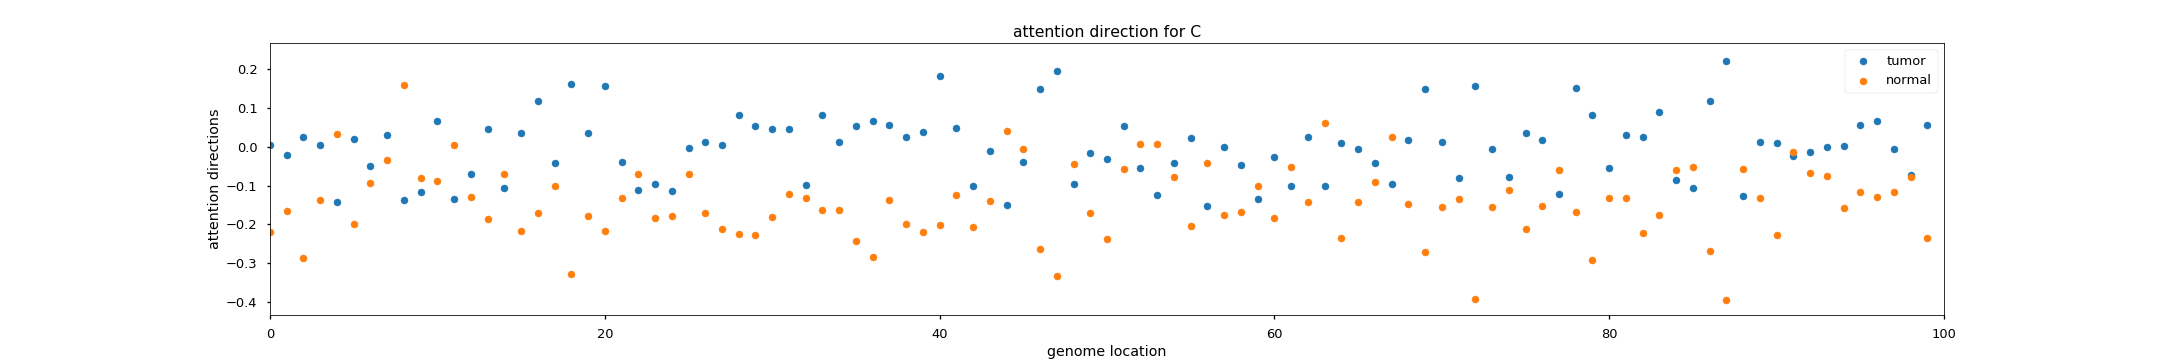 attention direction for C
attention directions
0.2
0.1
0.0
−0.1
−0.2
−0.3
−0.4
tumor
normal
0 20 40 60 80 100
genome location